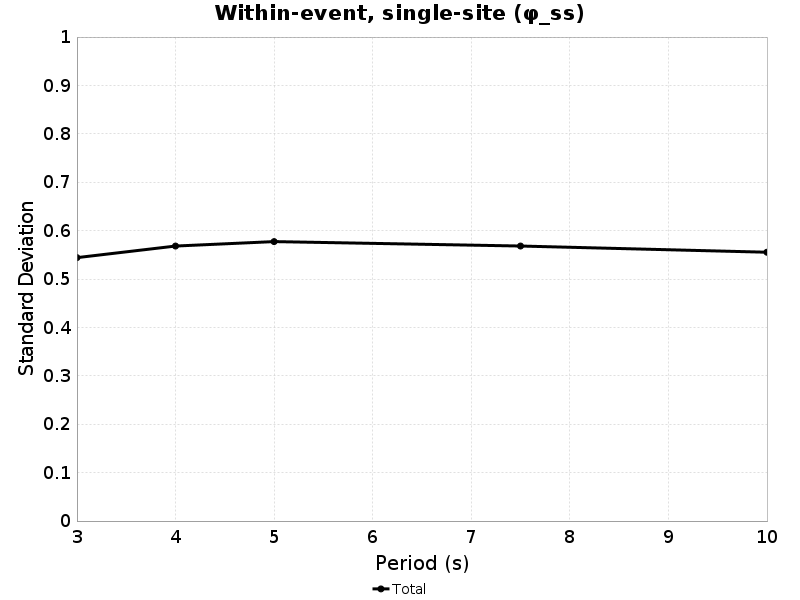 Within-event, single-site (φ_ss)
1
0.9
0.8
0.7
0.6
0.5
0.4
0.3
0.2
0.1
0
Standard Deviation
3 4 5 6 7 8 9 10
Period (s)
Total